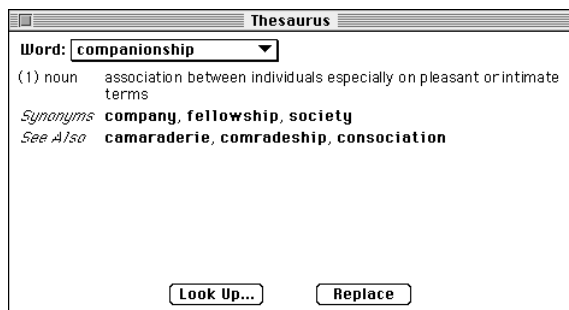 Thesaurus
Word: companionship
(1) noun association between individuals especially on pleasant or intimate
terms
Synonyms company, fellowship, society
See Also camaraderie, comradeship, consociation
Look Up... Replace